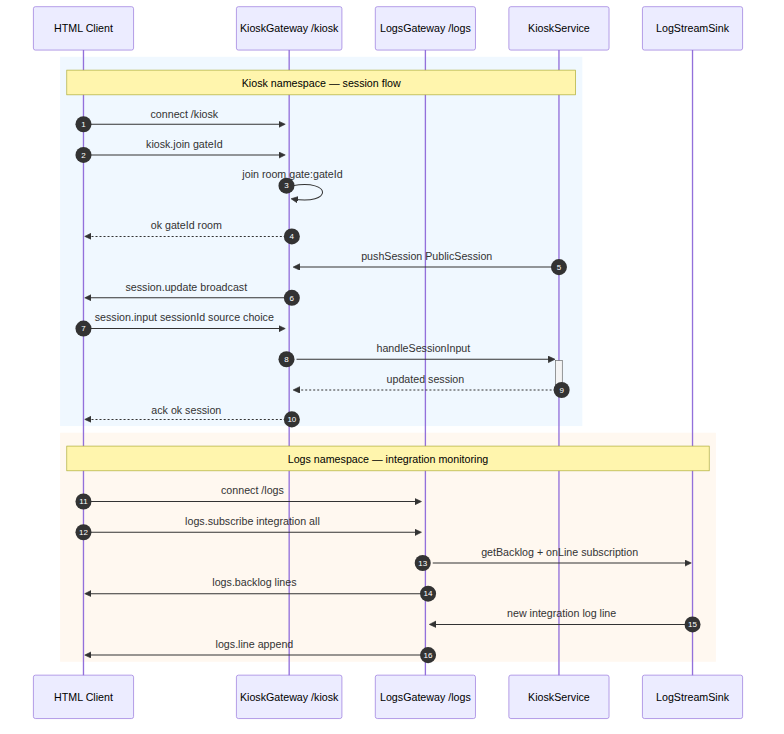 HTML Client
KioskGateway /kiosk
LogsGateway /logs
KioskService
LogStreamSink
Kiosk namespace — session flow
connect /kiosk
1
kiosk.join gateId
2
join room gate:gateId
3
ok gateId room
4
pushSession PublicSession
5
session.update broadcast
6
session.input sessionId source choice
7
handleSessionInput
8
updated session
9
ack ok session
10
Logs namespace — integration monitoring
connect /logs
11
logs.subscribe integration all
12
getBacklog + onLine subscription
13
logs.backlog lines
14
new integration log line
15
logs.line append
16
HTML Client
KioskGateway /kiosk
LogsGateway /logs
KioskService
LogStreamSink